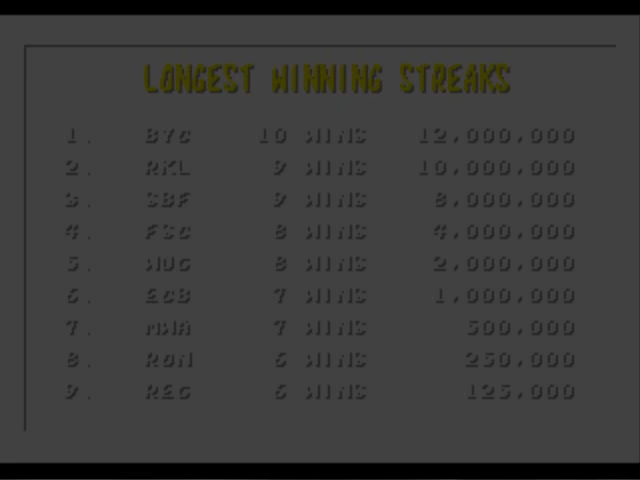 LONGEST WINNING STREAKS
1. BYC 10 WINS 12,000,000
2. RKL 9 WINS 10,000,000
3. SBF 9 WINS 8,000,000
4. FSC 8 WINS 4,000,000
5. WUG 8 WINS 2,000,000
6. ECB 7 WINS 1,000,000
7. MWA 7 WINS 500,000
8. RON 6 WINS 250,000
9. REG 6 WINS 125,000